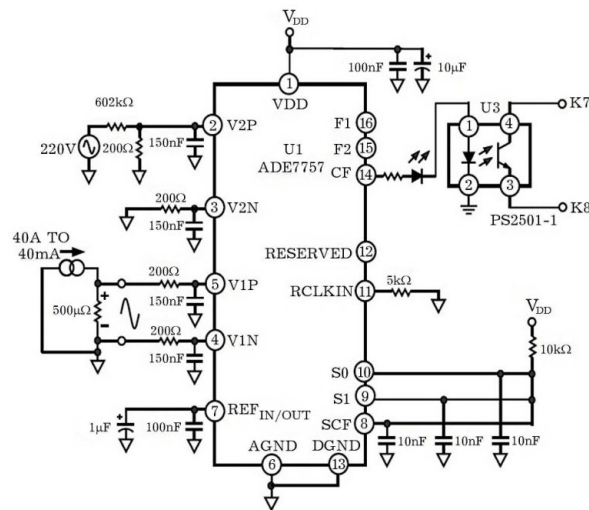 VDD
100nF
10μF
1
VDD
602kΩ
220V
200Ω
150nF
2
V2P
U1
ADE7757
F1
16
F2
15
CF
14
U3
1
4
2
3
K7
K8
PS2501-1
200Ω
150nF
3
V2N
RESERVED
12
40A TO
40mA
500μΩ
+
−
200Ω
150nF
5
V1P
RCLKIN
11
5kΩ
200Ω
150nF
4
V1N
VDD
10kΩ
S0
10
S1
9
SCF
8
10nF
10nF
10nF
1μF
100nF
7
REFIN/OUT
AGND
6
DGND
13